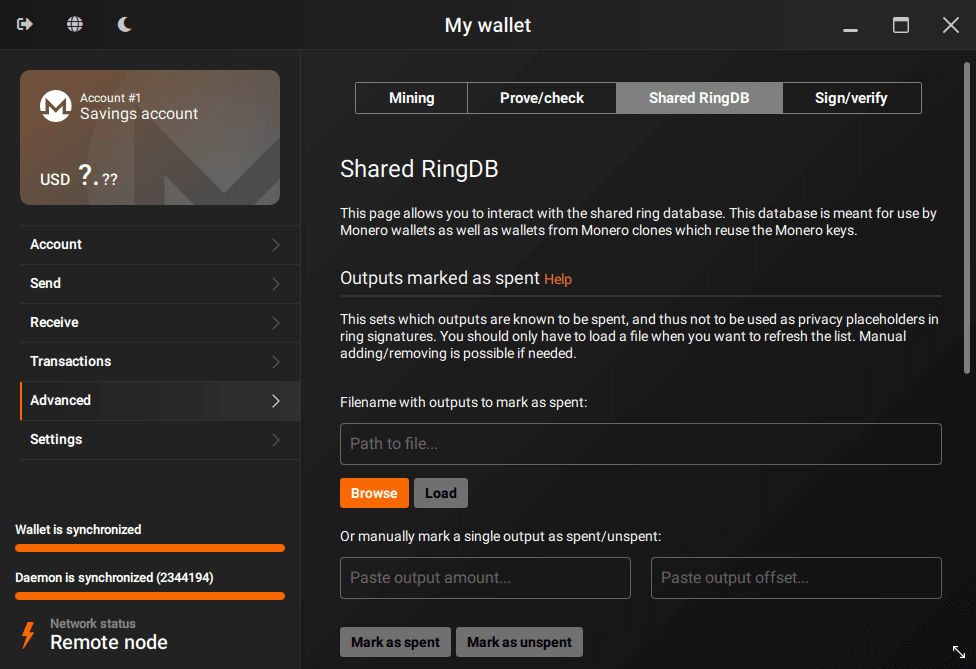 My wallet
Account #1
Savings account
USD ?.??
Account
Send
Receive
Transactions
Advanced
Settings
Wallet is synchronized
Daemon is synchronized (2344194)
Network status
Remote node
Mining Prove/check Shared RingDB Sign/verify
Shared RingDB
This page allows you to interact with the shared ring database. This database is meant for use by
Monero wallets as well as wallets from Monero clones which reuse the Monero keys.
Outputs marked as spent Help
This sets which outputs are known to be spent, and thus not to be used as privacy placeholders in
ring signatures. You should only have to load a file when you want to refresh the list. Manual
adding/removing is possible if needed.
Filename with outputs to mark as spent:
Path to file...
Browse Load
Or manually mark a single output as spent/unspent:
Paste output amount... Paste output offset...
Mark as spent Mark as unspent